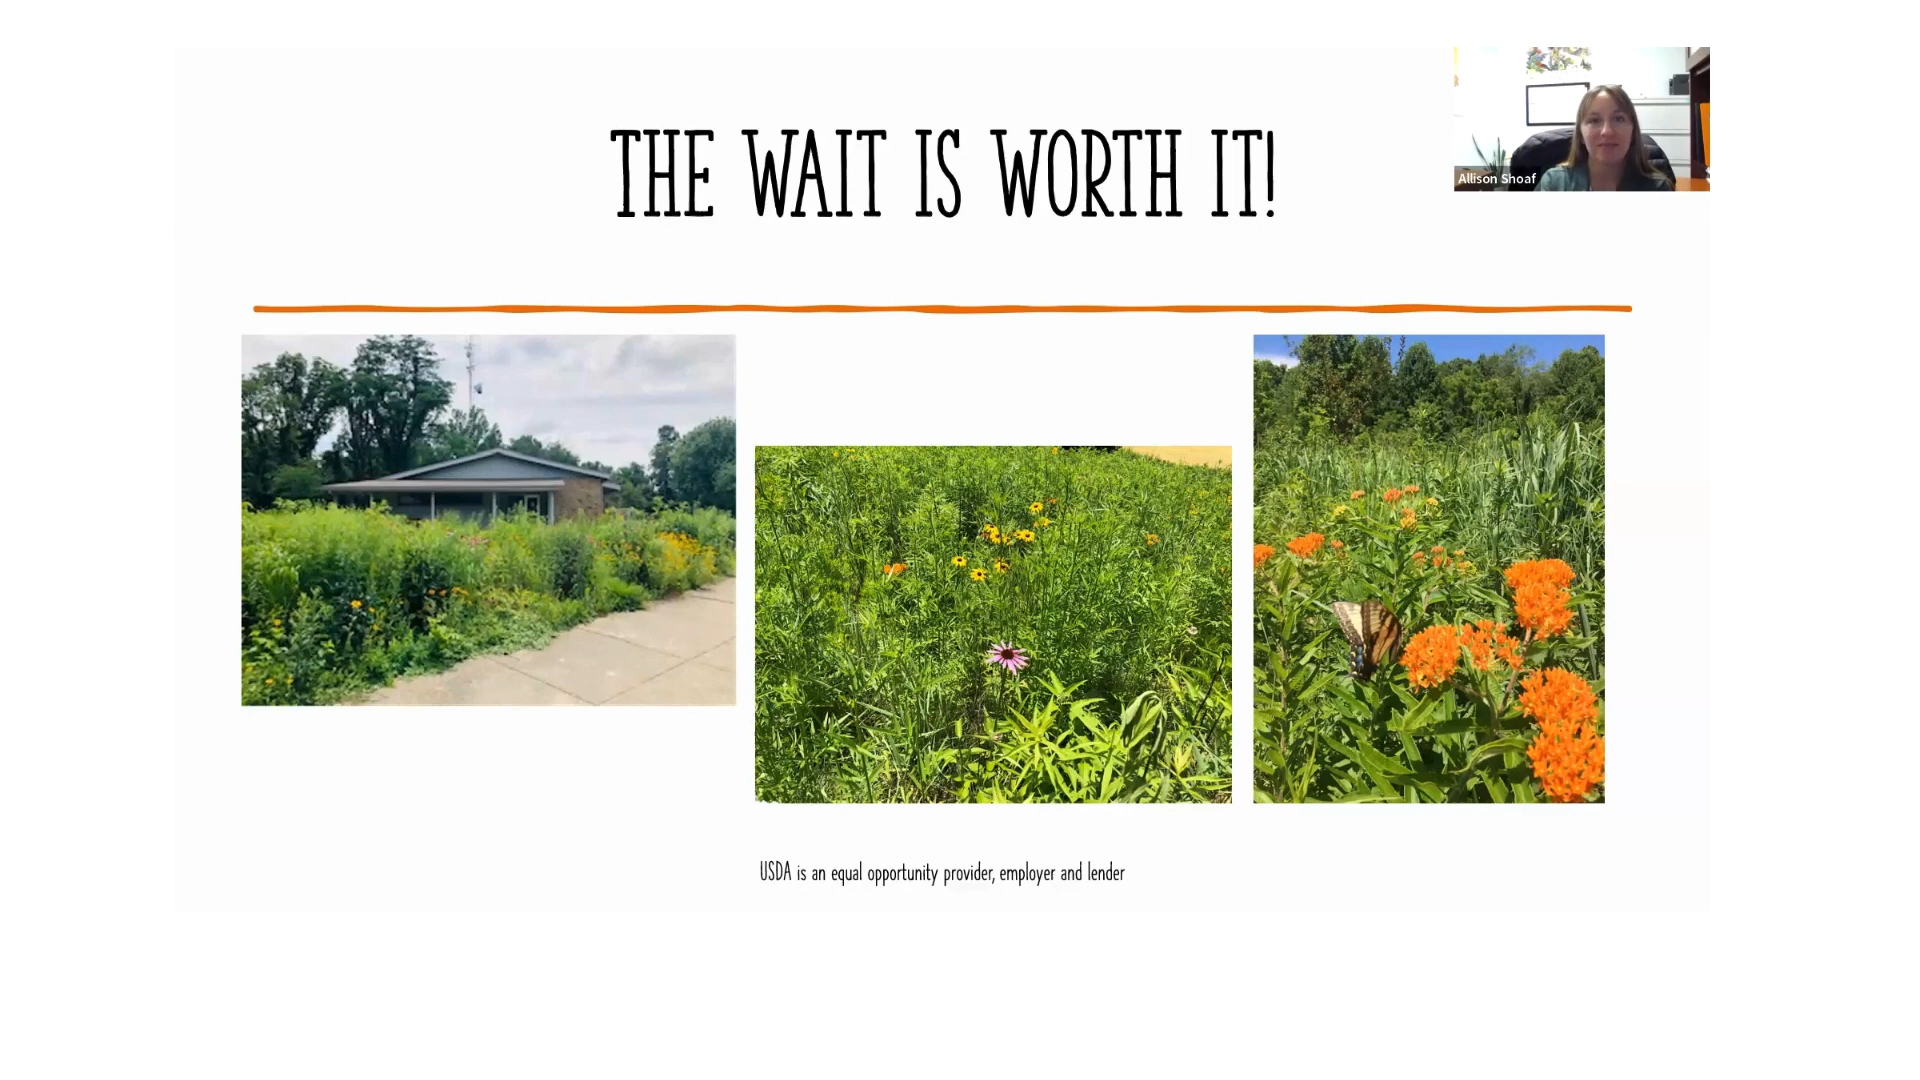 THE WAIT IS WORTH IT!
Allison Shoaf
USDA is an equal opportunity provider, employer and lender